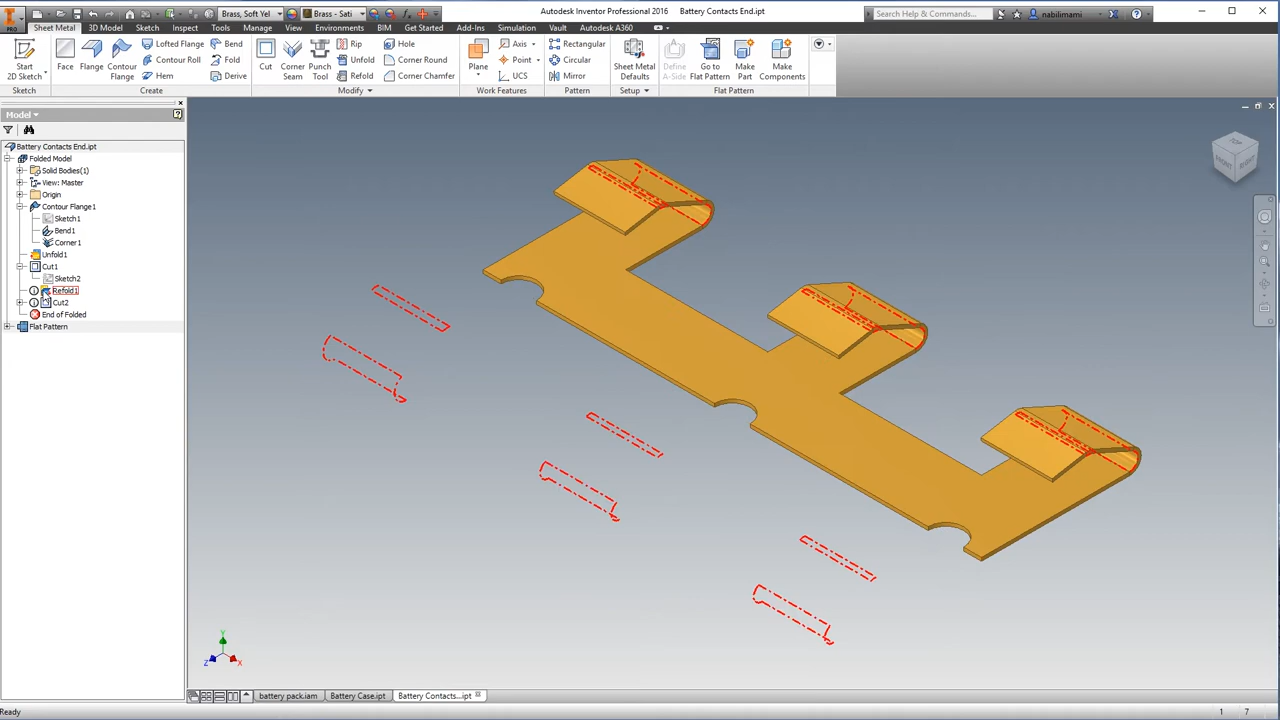 Brass, Soft Yel
Brass - Sati
Autodesk Inventor Professional 2016 Battery Contacts End.ipt
Search Help & Commands...
nabilimami
PRO
Sheet Metal
3D Model
Sketch
Inspect
Tools
Manage
View
Environments
BIM
Get Started
Add-Ins
Simulation
Vault
Autodesk A360
Start
2D Sketch
Face
Flange
Contour
Flange
Lofted Flange
Contour Roll
Hem
Bend
Fold
Derive
Cut
Corner
Seam
Punch
Tool
Rip
Unfold
Refold
Hole
Corner Round
Corner Chamfer
Plane
Axis
Point
UCS
Rectangular
Circular
Mirror
Sheet Metal
Defaults
Define
A-Side
Go to
Flat Pattern
Make
Part
Make
Components
Sketch
Create
Modify
Work Features
Pattern
Setup
Flat Pattern
Model
Battery Contacts End.ipt
Folded Model
Solid Bodies(1)
View: Master
Origin
Contour Flange1
Sketch1
Bend1
Corner1
Unfold1
Cut1
Sketch2
Refold1
Cut2
End of Folded
Flat Pattern
FRONT
RIGHT
Y
Z
X
battery pack.iam
Battery Case.ipt
Battery Contacts...ipt
Ready
1
7